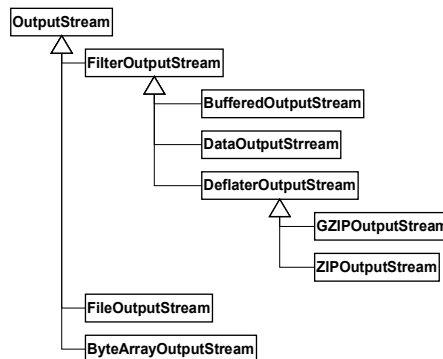 OutputStream
FilterOutputStream
BufferedOutputStream
DataOutputStrream
DeflaterOutputStream
GZIPOutputStream
ZIPOutputStream
FileOutputStream
ByteArrayOutputStream